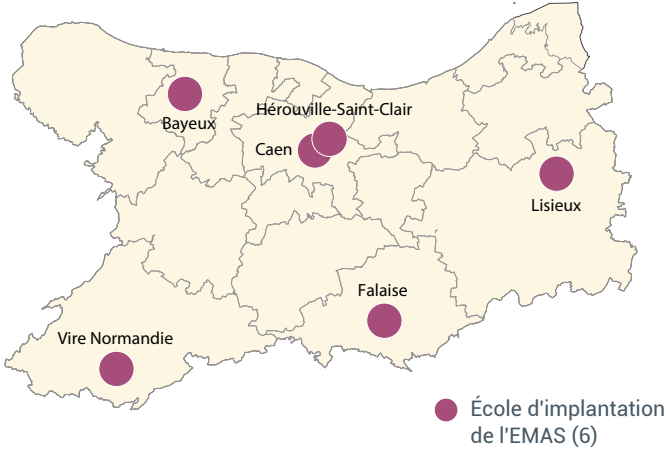 Hérouville-Saint-Clair
Bayeux
Caen
Lisieux
Falaise
Vire Normandie
École d'implantation
de l'EMAS (6)